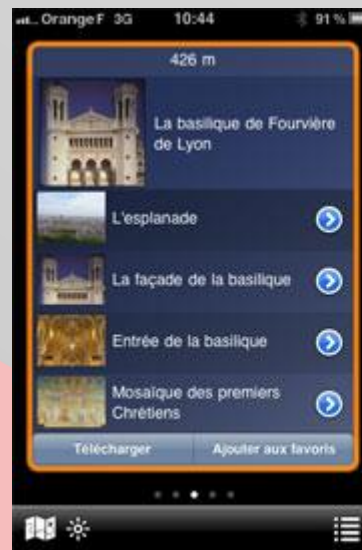 Orange F 3G 10:44 91 %
426 m
La basilique de Fourvière
de Lyon
L'esplanade
La façade de la basilique
Entrée de la basilique
Mosaïque des premiers
Chrétiens
Télécharger Ajouter aux favoris